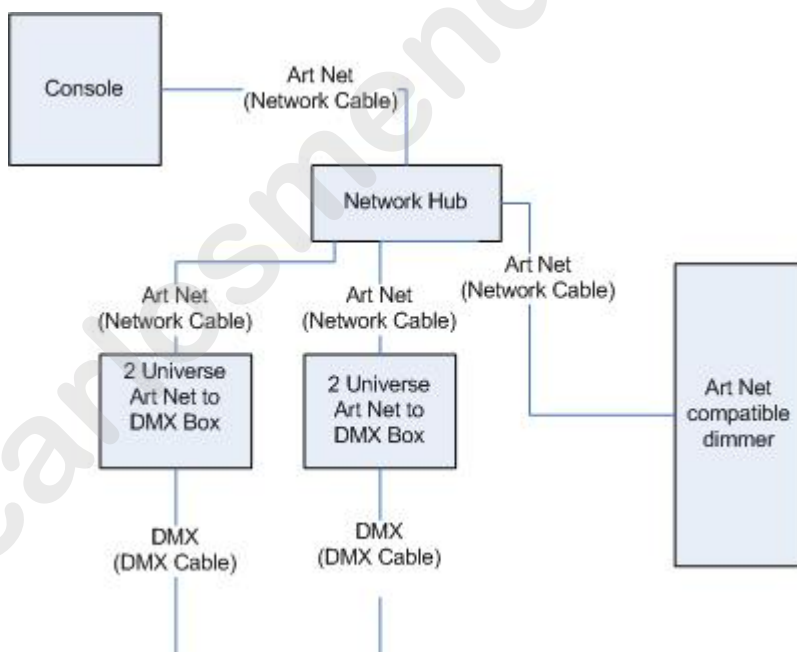 Console
Art Net
(Network Cable)
Network Hub
Art Net
(Network Cable)
Art Net
(Network Cable)
Art Net
(Network Cable)
2 Universe
Art Net to
DMX Box
2 Universe
Art Net to
DMX Box
Art Net
compatible
dimmer
DMX
(DMX Cable)
DMX
(DMX Cable)
carlosmend